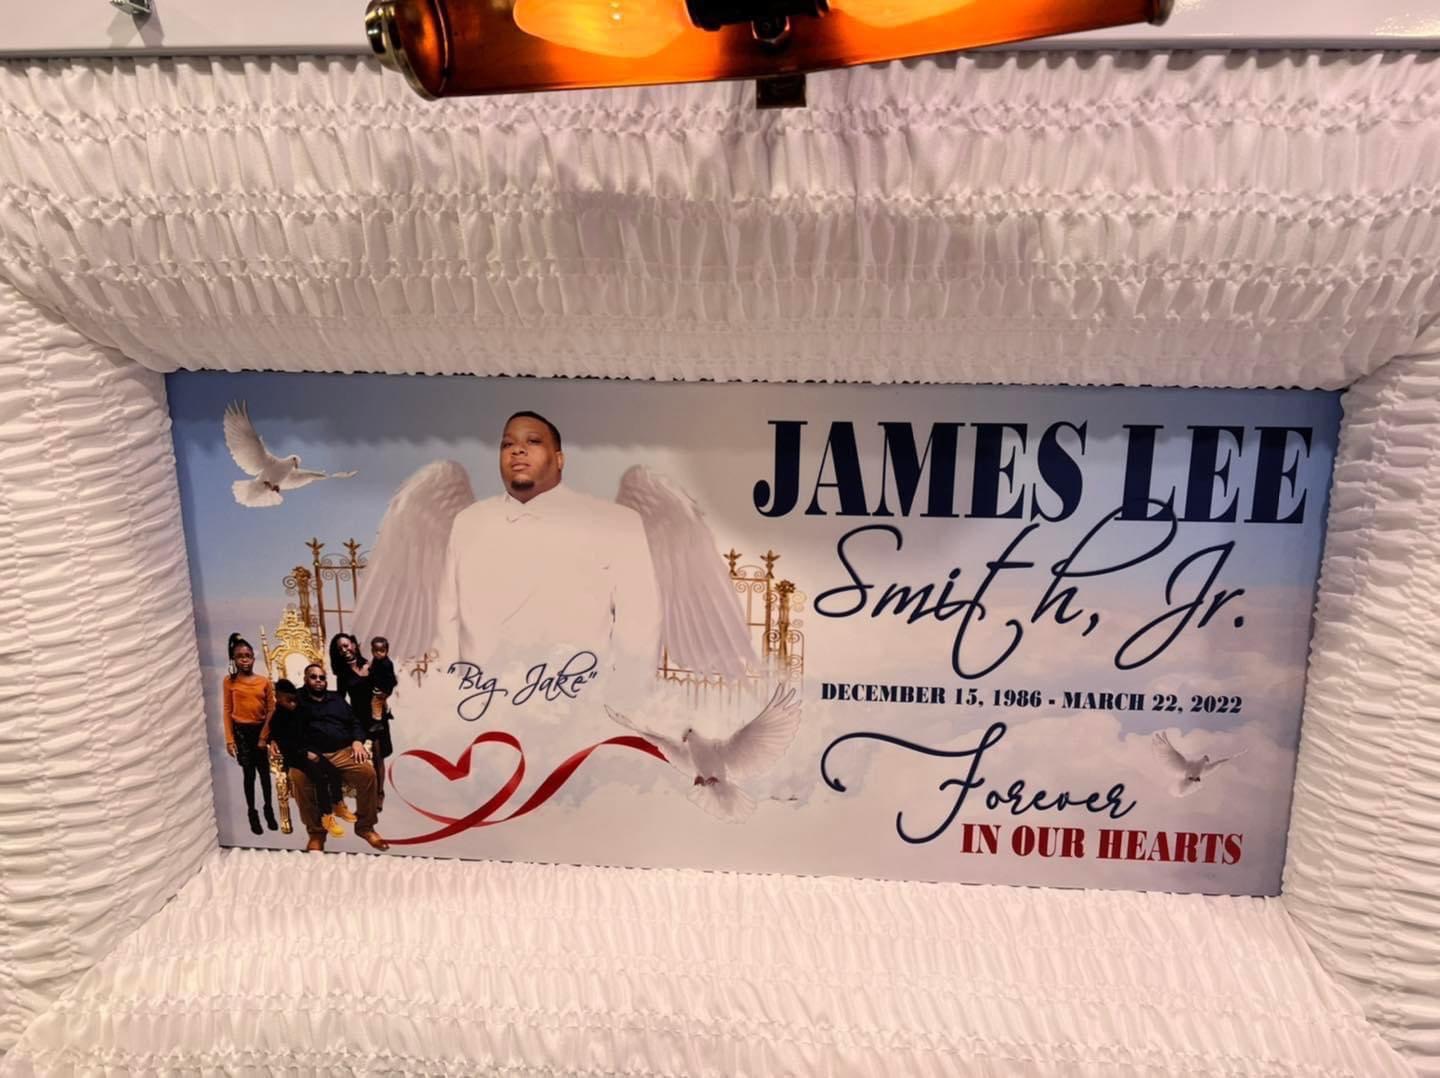 JAMES LEE
Smith, Jr.
"Big Jake"
DECEMBER 15, 1986 - MARCH 22, 2022
Forever
IN OUR HEARTS